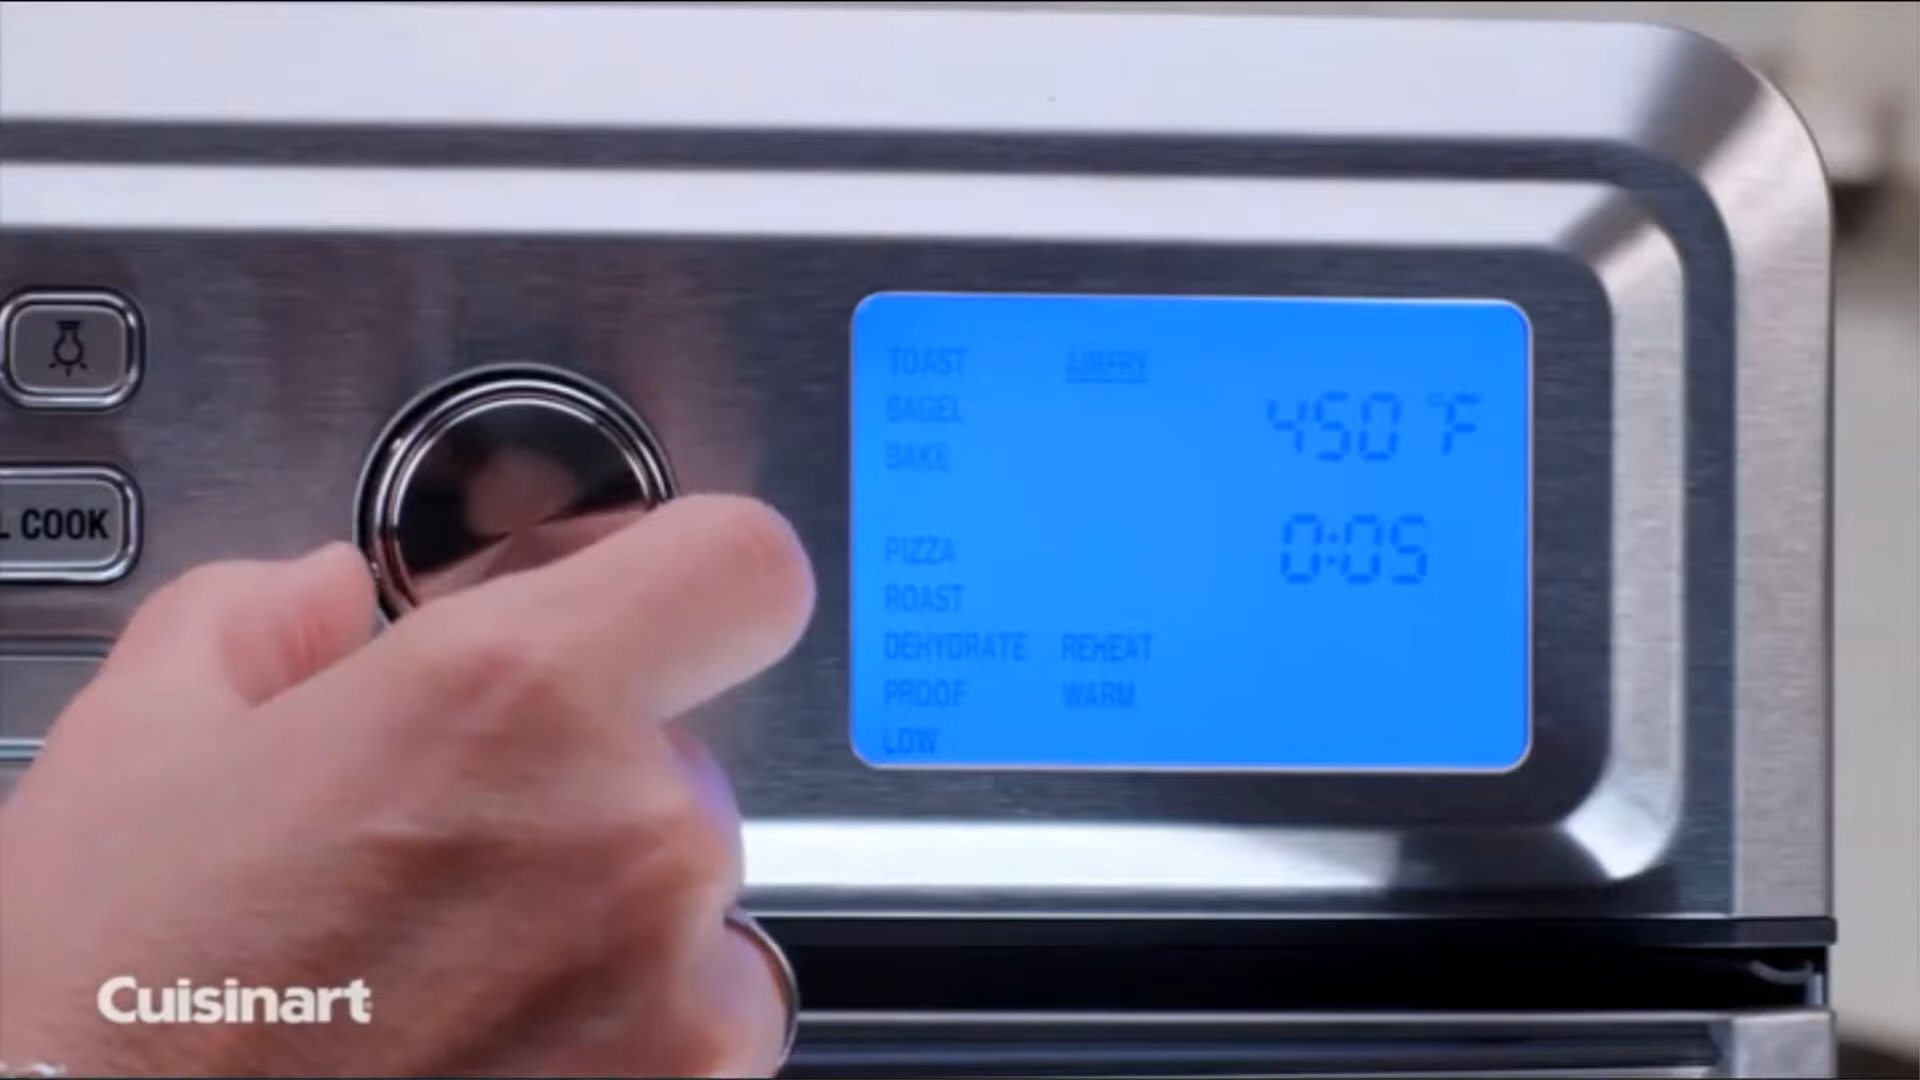 TOAST AIRFRY
BAGEL
450 °F
BAKE
L COOK
0:05
PIZZA
ROAST
DEHYDRATE REHEAT
PROOF WARM
LOW
Cuisinart